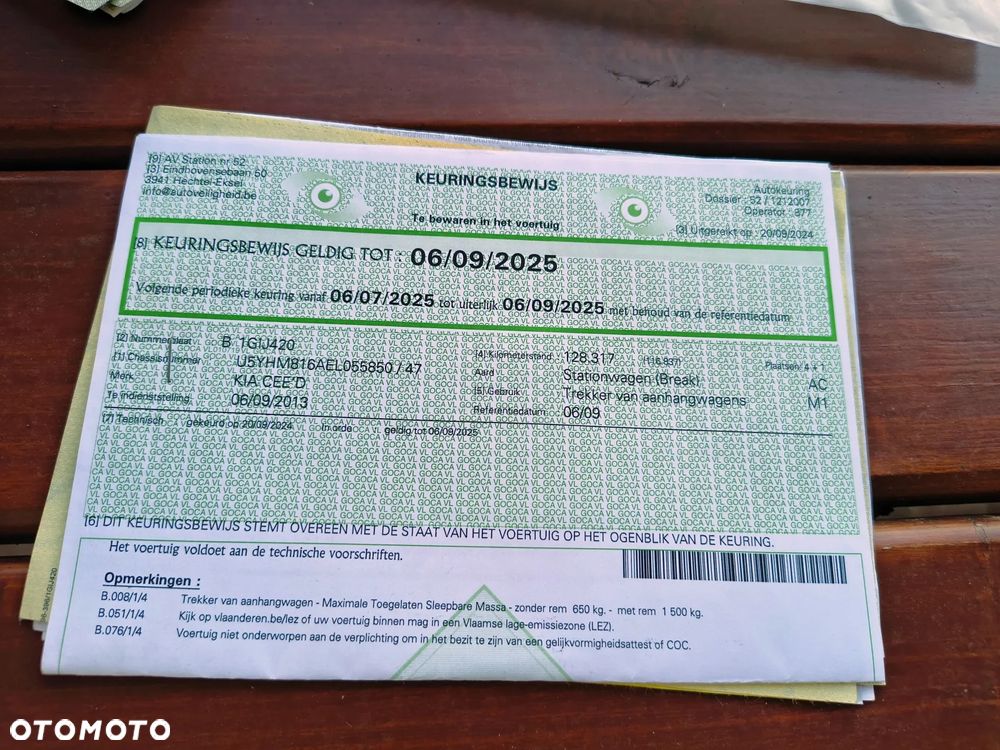 [9] AV Station nr 52
[3] Eindhovensebaan 50
3941 Hechtel-Eksel
info@autoveiligheid.be
KEURINGSBEWIJS
Te bewaren in het voertuig
Autokeuring
Dossier : 52 / 1212007
Operator : 877
[3] Uitgereikt op : 20/09/2024
[8] KEURINGSBEWIJS GELDIG TOT : 06/09/2025
Volgende periodieke keuring vanaf 06/07/2025 tot uiterlijk 06/09/2025 met behoud van de referentiedatum
[2] Nummerplaat B 1GIJ420
[1] Chassisnummer U5YHM816AEL055850 / 47
Merk KIA CEE'D
Te indienststelling 06/09/2013
[4] Kilometerstand 128.317 Plaatsen: 4 + 1
Aard Stationwagen (Break) AC
[5] Gebruik Trekker van aanhangwagens M1
Referentiedatum 06/09
[7] Technisch gekeurd op 20/09/2024 In orde geldig tot 06/09/2025
[6] DIT KEURINGSBEWIJS STEMT OVEREEN MET DE STAAT VAN HET VOERTUIG OP HET OGENBLIK VAN DE KEURING.
Het voertuig voldoet aan de technische voorschriften.
Opmerkingen :
B.008/1/4 Trekker van aanhangwagen - Maximale Toegelaten Sleepbare Massa - zonder rem 650 kg. - met rem 1 500 kg.
B.051/1/4 Kijk op vlaanderen.be/lez of uw voertuig binnen mag in een Vlaamse lage-emissiezone (LEZ).
B.076/1/4 Voertuig niet onderworpen aan de verplichting om in het bezit te zijn van een gelijkvormigheidsattest of COC.
OTOMOTO